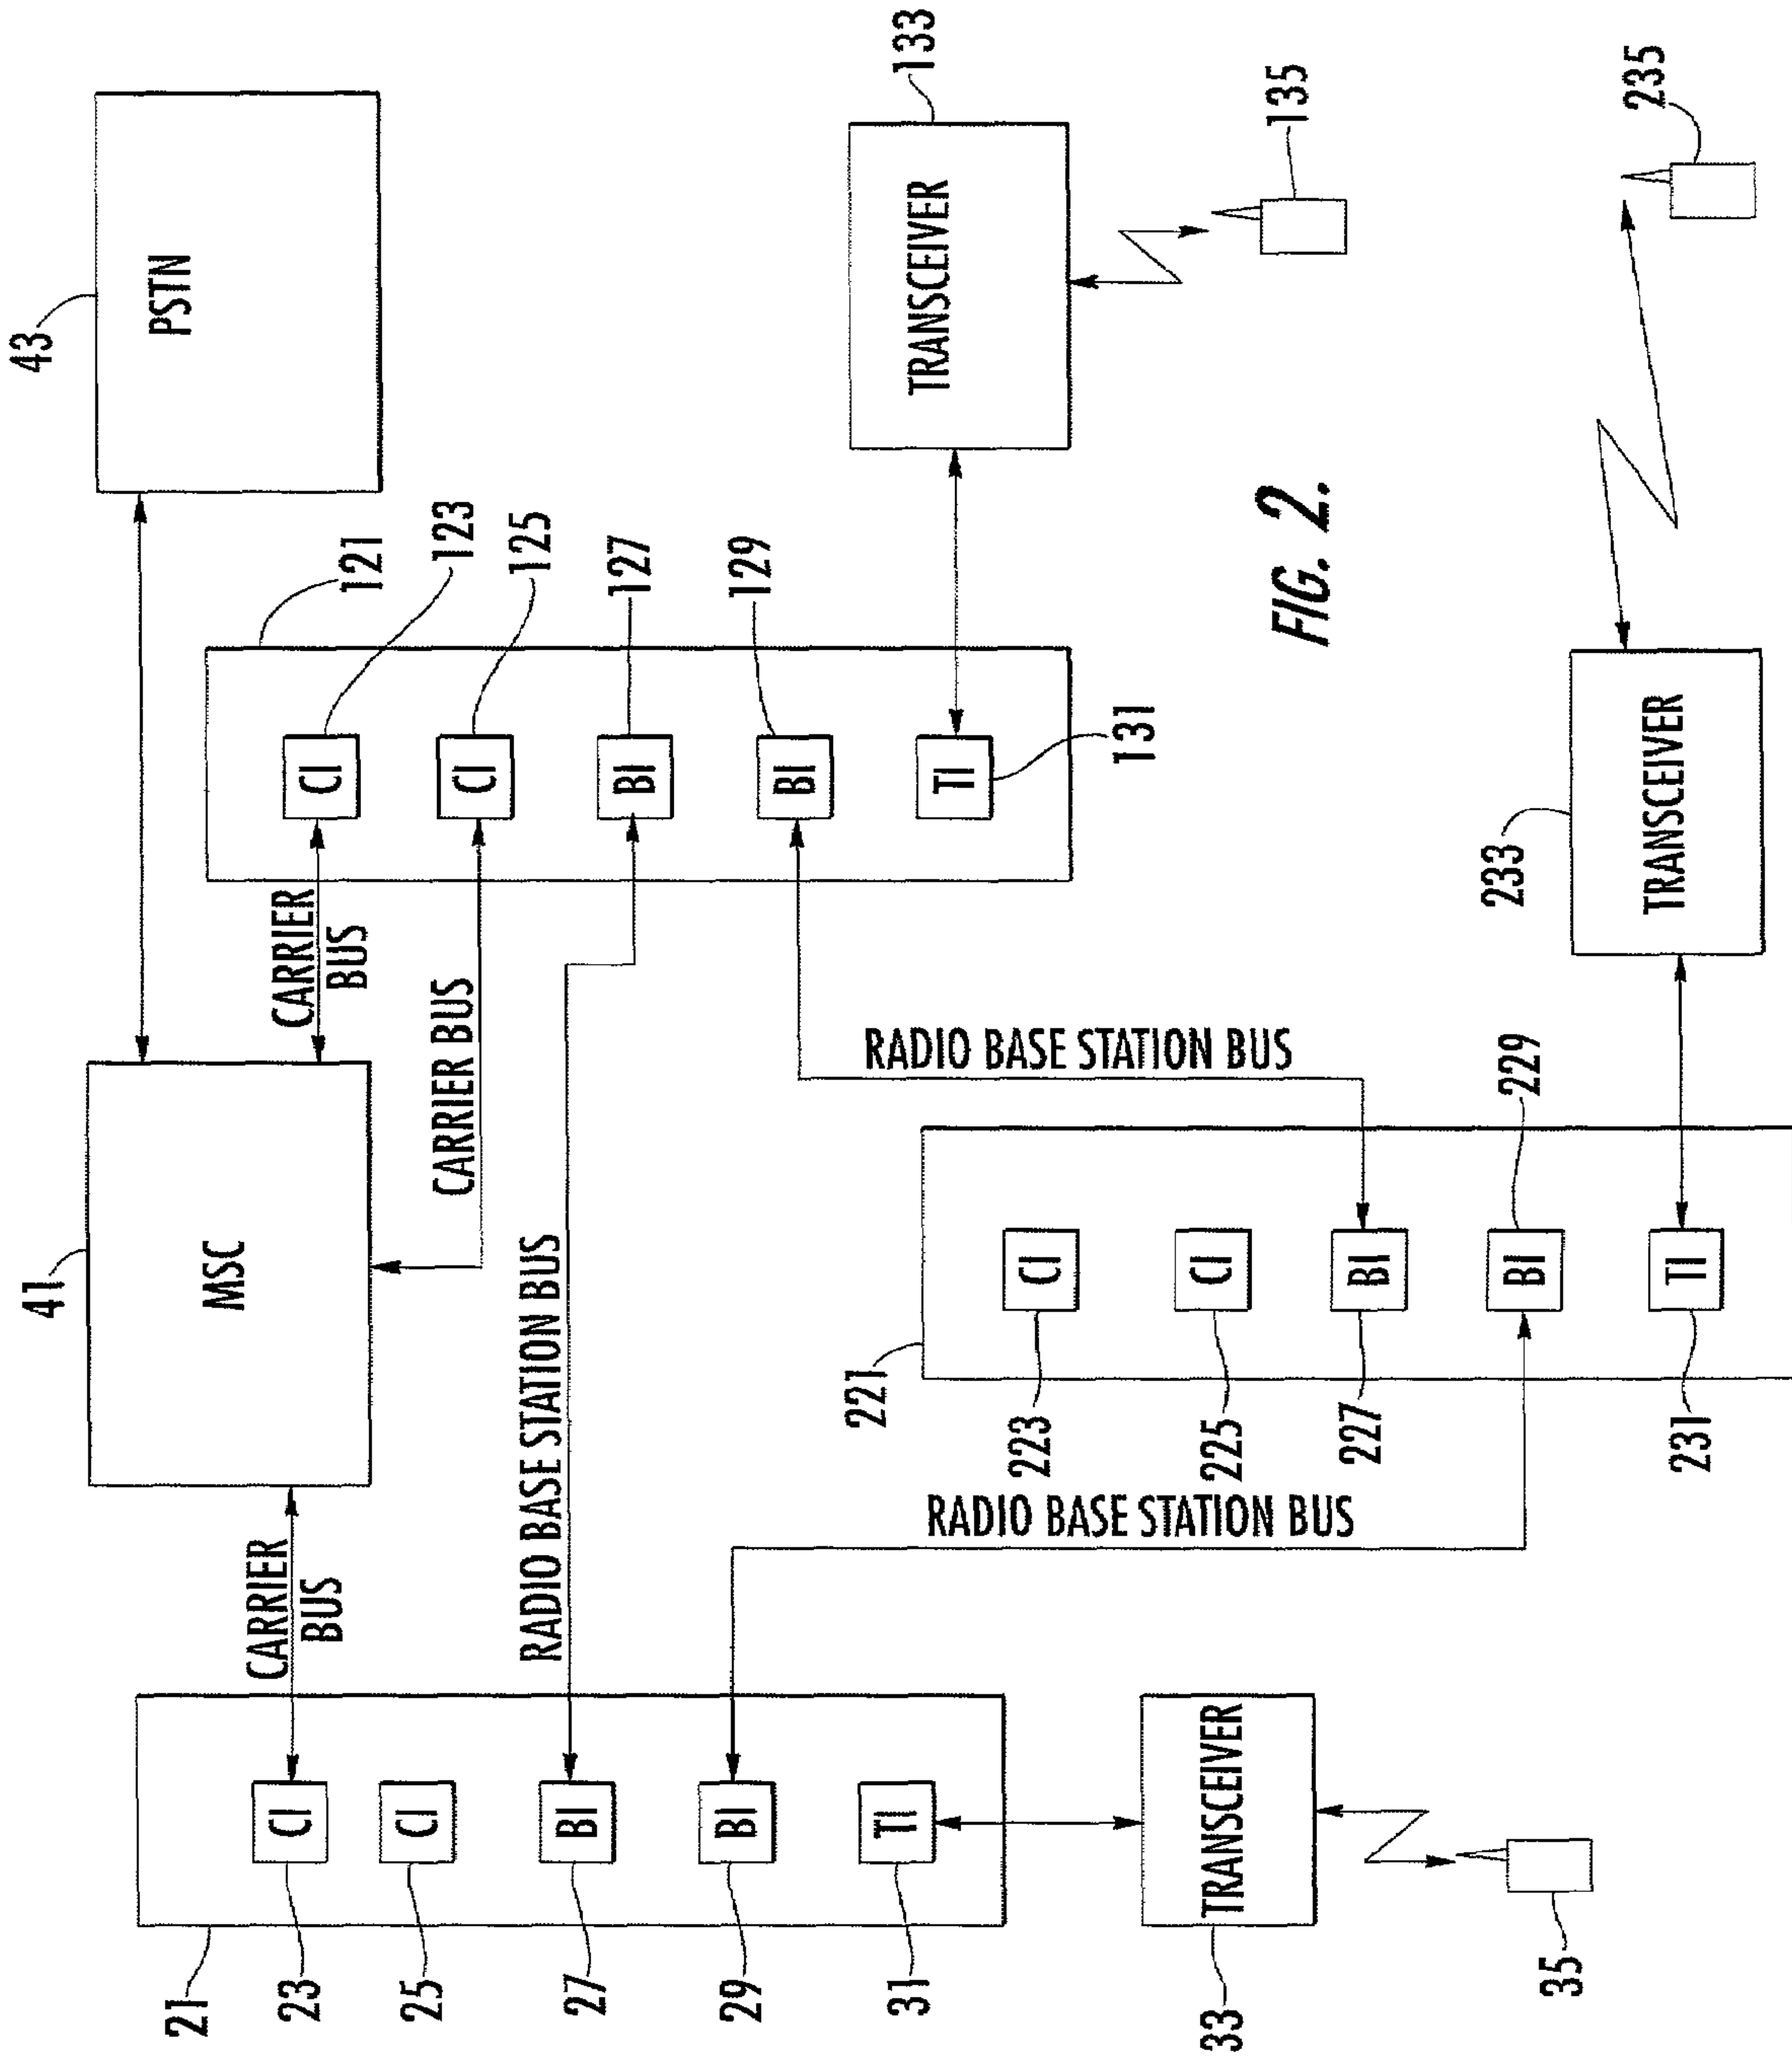 43
PSTN
41
MSC
CARRIER
BUS
CARRIER
BUS
CARRIER BUS
121
123
125
127
129
131
CI
CI
BI
BI
TI
133
TRANSCEIVER
135
RADIO BASE STATION BUS
RADIO BASE STATION BUS
RADIO BASE STATION BUS
21
23
25
27
29
31
CI
CI
BI
BI
TI
33
TRANSCEIVER
35
221
223
225
227
229
231
CI
CI
BI
BI
TI
233
TRANSCEIVER
235
FIG. 2.